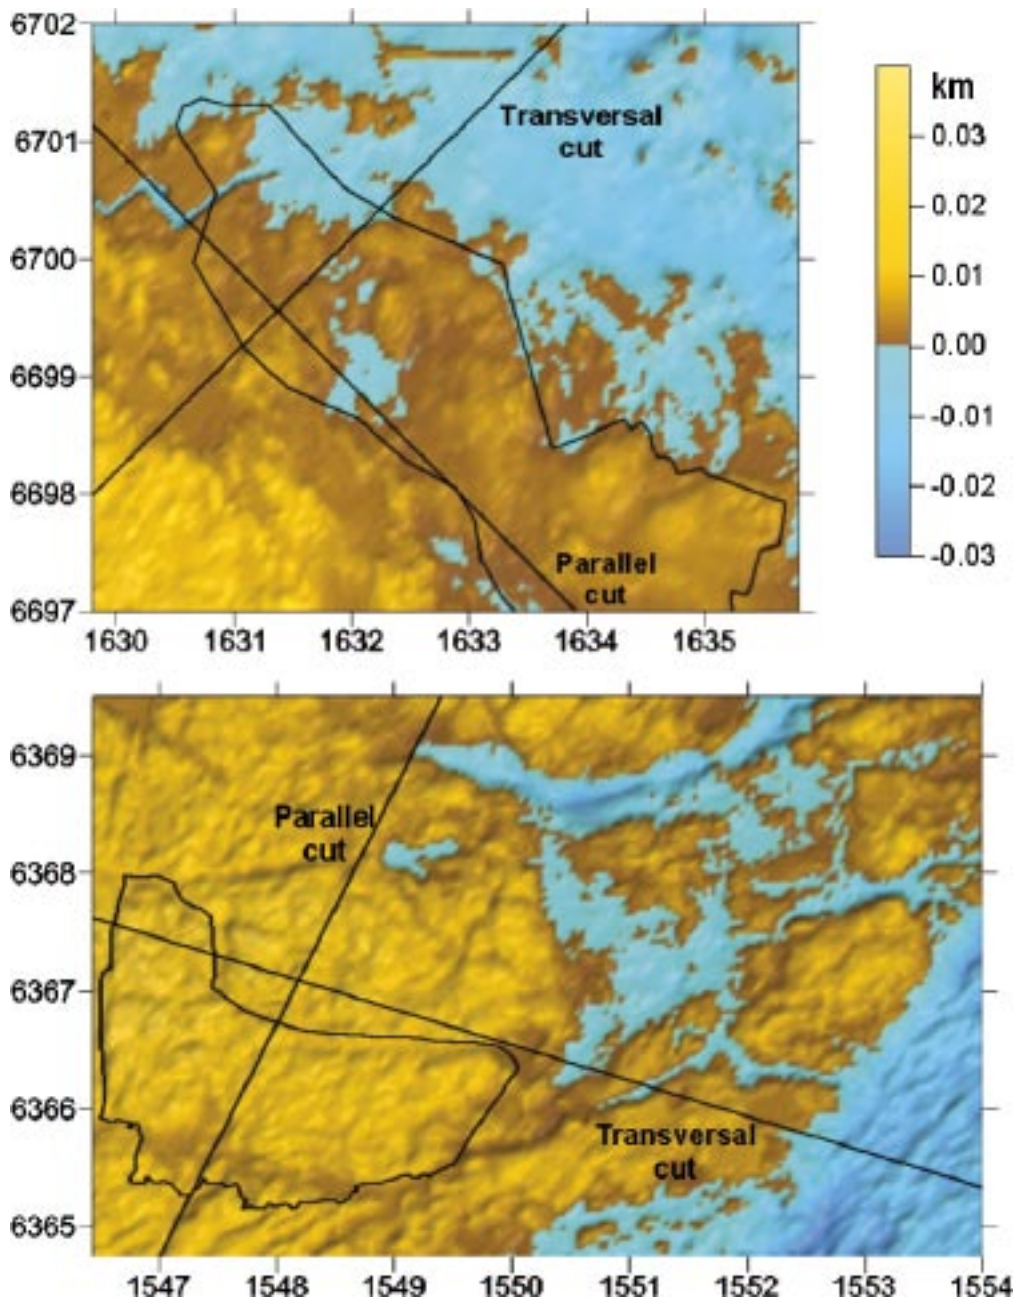 6702
6701
6700
6699
6698
6697
Transversal
cut
Parallel
cut
1630 1631 1632 1633 1634 1635
km
0.03
0.02
0.01
0.00
-0.01
-0.02
-0.03
6369
6368
6367
6366
6365
Parallel
cut
Transversal
cut
1547 1548 1549 1550 1551 1552 1553 1554